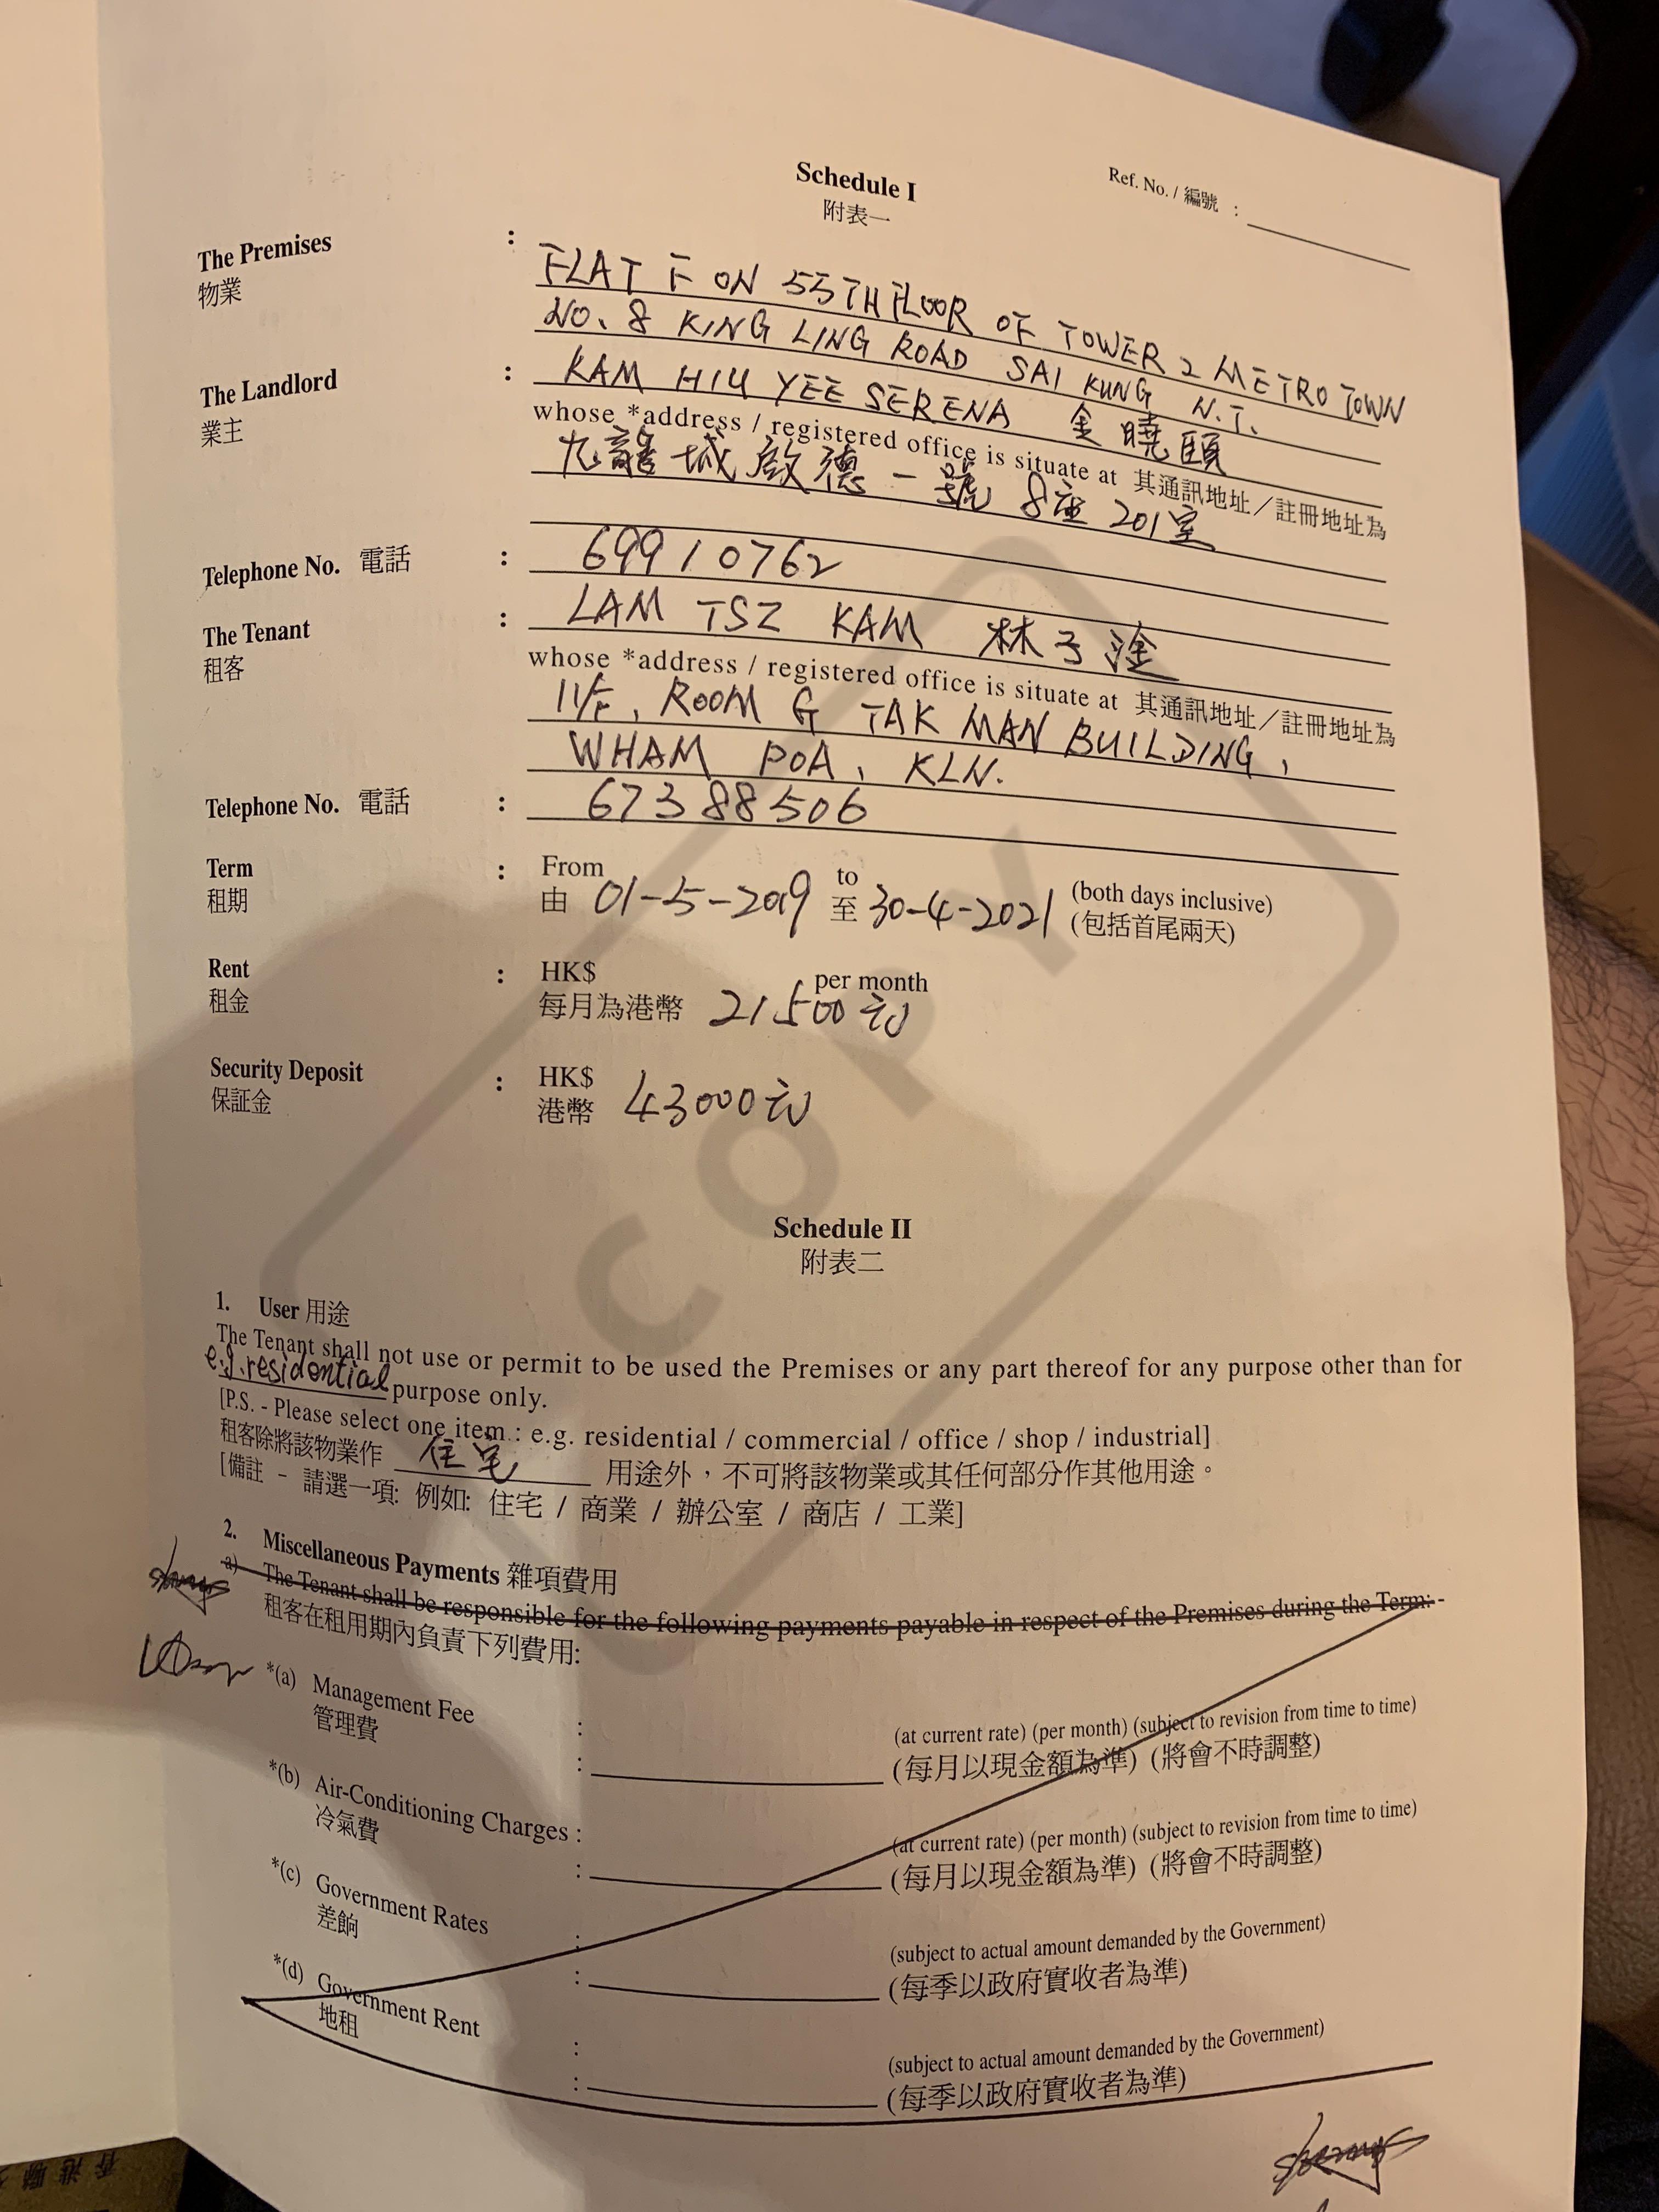 Schedule I
附表一
Ref. No. / 編號 :
The Premises
物業
:
FLAT F ON 55TH FLOOR OF TOWER 2 METRO TOWN
NO. 8 KING LING ROAD SAI KUNG N.T.
The Landlord
業主
: KAM HIU YEE SERENA 金曉頤
whose *address / registered office is situate at 其通訊地址／註冊地址為
九龍城啟德一號 8座 201室
Telephone No. 電話 : 69910762
The Tenant
租客
: LAM TSZ KAM 林子淦
whose *address / registered office is situate at 其通訊地址／註冊地址為
11/F, ROOM G TAK MAN BUILDING,
WHAM POA, KLN.
Telephone No. 電話 : 67388506
Term : From to (both days inclusive)
租期 由 01-5-2019 至 30-4-2021 (包括首尾兩天)
Rent : HK$ per month
租金 每月為港幣 21500元
Security Deposit : HK$
保証金 港幣 43000元
Schedule II
附表二
1. User 用途
The Tenant shall not use or permit to be used the Premises or any part thereof for any purpose other than for
e.g. residential purpose only.
[P.S. - Please select one item : e.g. residential / commercial / office / shop / industrial]
租客除將該物業作 住宅 用途外，不可將該物業或其任何部分作其他用途。
[備註 - 請選一項: 例如: 住宅 / 商業 / 辦公室 / 商店 / 工業]
2. Miscellaneous Payments 雜項費用
a) The Tenant shall be responsible for the following payments payable in respect of the Premises during the Term: -
租客在租用期內負責下列費用:
*(a) Management Fee : (at current rate) (per month) (subject to revision from time to time)
管理費 : (每月以現金額為準) (將會不時調整)
*(b) Air-Conditioning Charges : (at current rate) (per month) (subject to revision from time to time)
冷氣費 : (每月以現金額為準) (將會不時調整)
*(c) Government Rates : (subject to actual amount demanded by the Government)
差餉 : (每季以政府實收者為準)
*(d) Government Rent : (subject to actual amount demanded by the Government)
地租 : (每季以政府實收者為準)
COPY